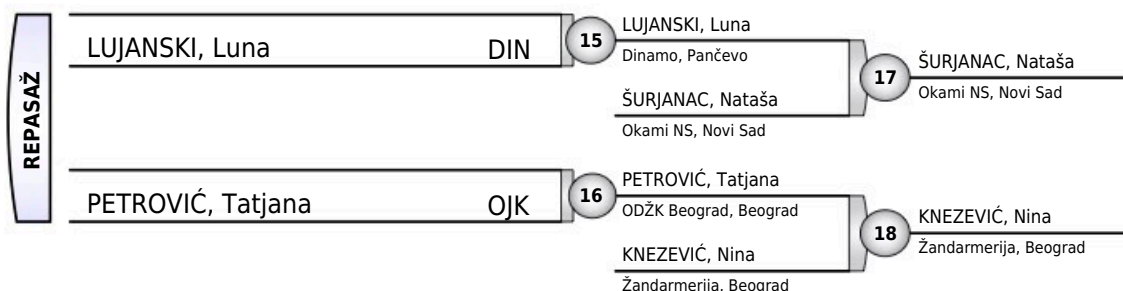 REPASAŽ
LUJANSKI, Luna DIN
15
LUJANSKI, Luna
Dinamo, Pančevo
ŠURJANAC, Nataša
Okami NS, Novi Sad
17
ŠURJANAC, Nataša
Okami NS, Novi Sad
PETROVIĆ, Tatjana OJK
16
PETROVIĆ, Tatjana
ODŽK Beograd, Beograd
KNEZEVIĆ, Nina
Žandarmerija, Beograd
18
KNEZEVIĆ, Nina
Žandarmerija, Beograd